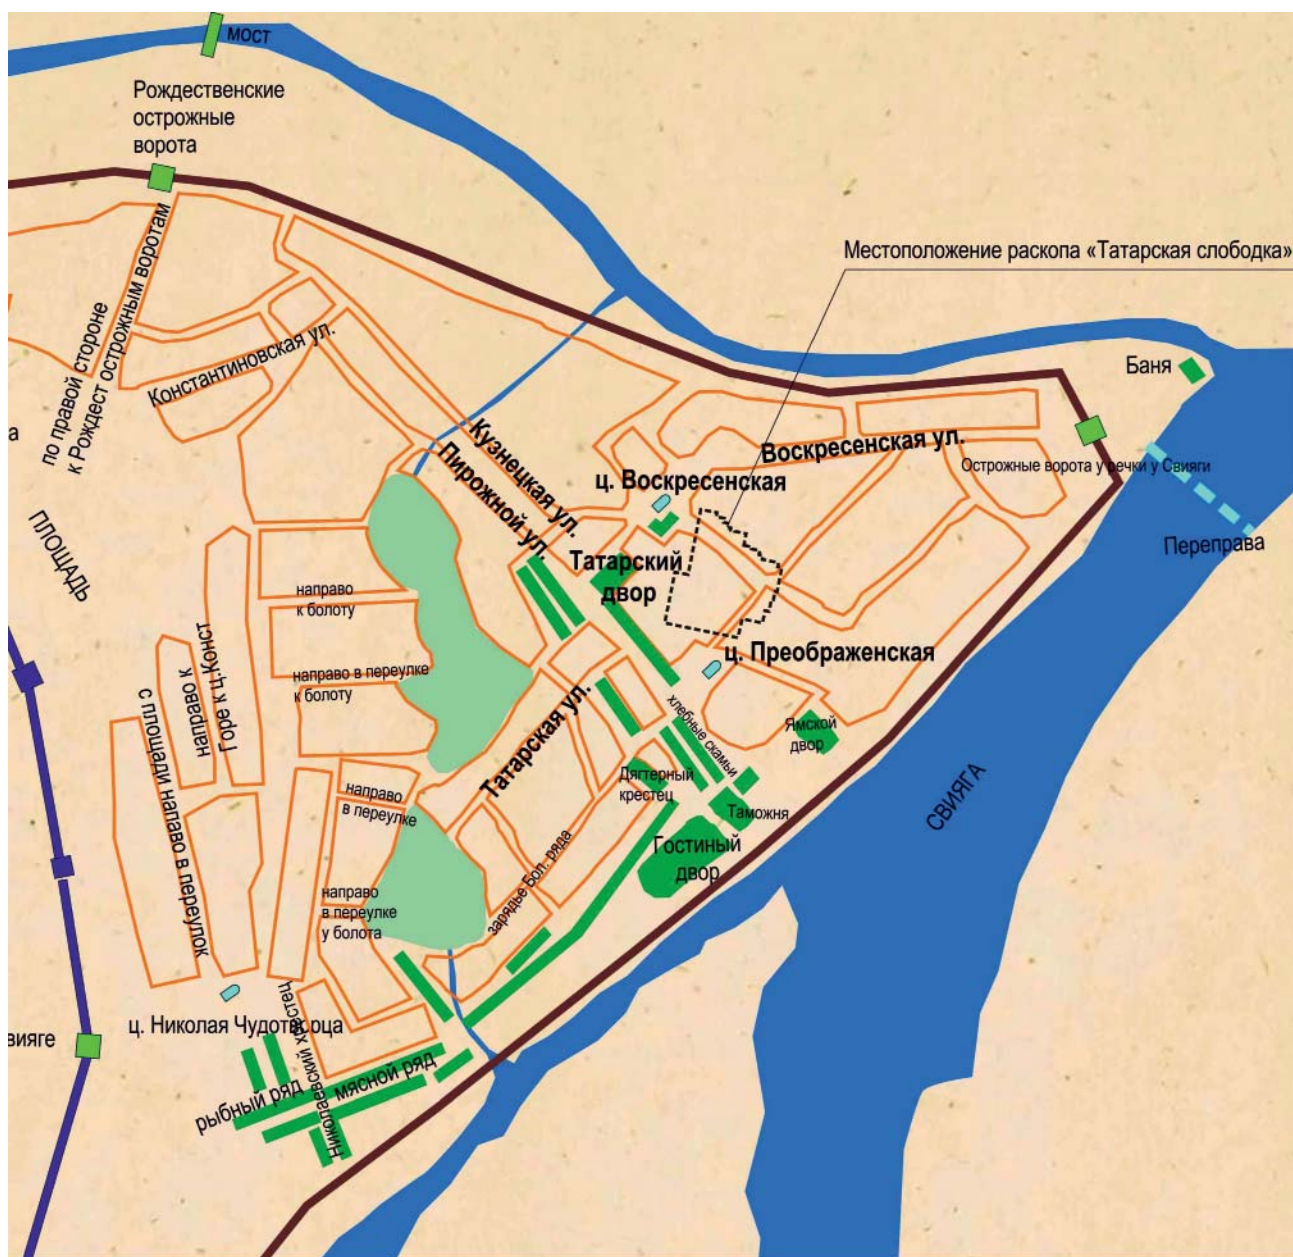 мост
Рождественские
острожные
ворота
Местоположение раскопа «Татарская слободка»
по правой стороне
к Рождест острожным воротам
Константиновская ул.
Баня
а
Кузнецкая ул.
Пирожной ул.
Воскресенская ул.
Острожные ворота у речки у Свияги
ц. Воскресенская
Переправа
ПЛОЩАДЬ
Татарский
двор
направо
к болоту
ц. Преображенская
Горе к ц.Конст
направо к
направо в переулке
к болоту
с площади напаво в переулок
Татарская ул.
хлебные скамьи
Ямской
двор
Дягтерный
крестец
направо
в переулке
Таможня
СВИЯГА
Гостиный
двор
зарядье Бол. ряда
направо
в переулке
у болота
ц. Николая Чудотворца
вияге
Николаевский хрестец
рыбный ряд
мясной ряд